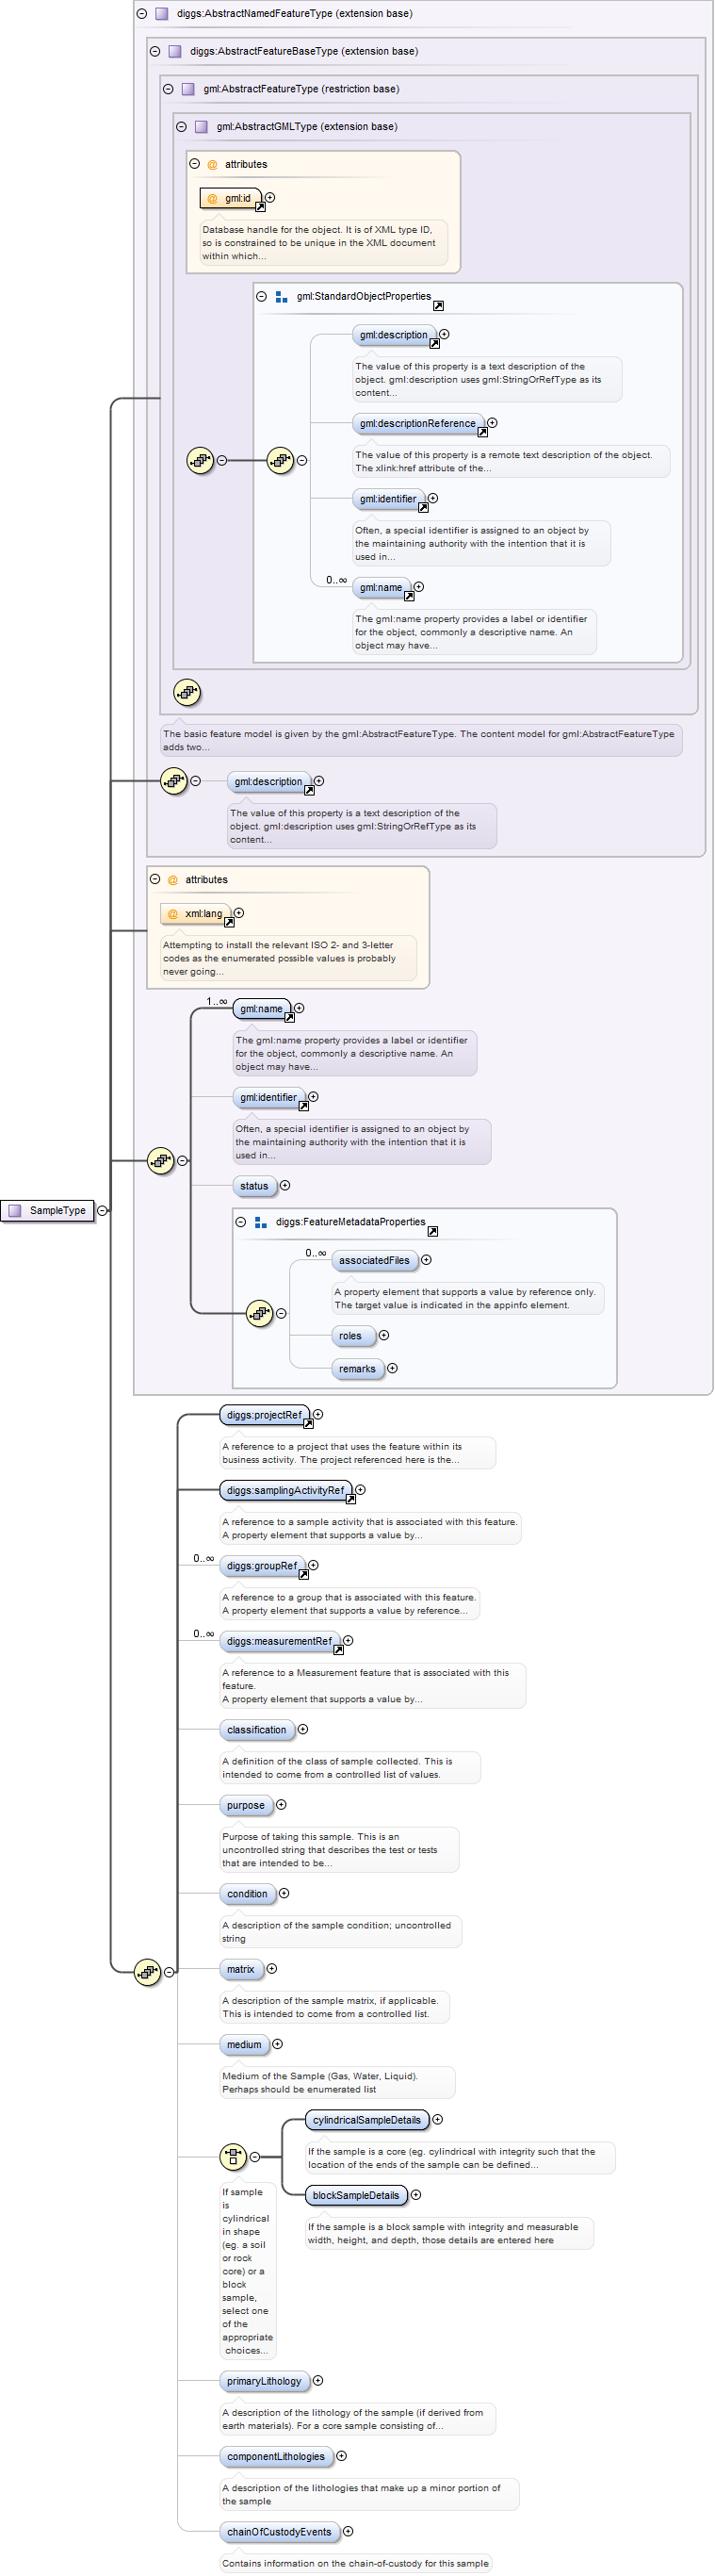 diggs:AbstractNamedFeatureType (extension base)
diggs:AbstractFeatureBaseType (extension base)
gml:AbstractFeatureType (restriction base)
gml:AbstractGMLType (extension base)
@ attributes
@ gml:id
Database handle for the object. It is of XML type ID,
so is constrained to be unique in the XML document
within which...
gml:StandardObjectProperties
gml:description
The value of this property is a text description of the
object. gml:description uses gml:StringOrRefType as its
content...
gml:descriptionReference
The value of this property is a remote text description of the object.
The xlink:href attribute of the...
gml:identifier
Often, a special identifier is assigned to an object by
the maintaining authority with the intention that it is
used in...
0..∞
gml:name
The gml:name property provides a label or identifier
for the object, commonly a descriptive name. An
object may have...
The basic feature model is given by the gml:AbstractFeatureType. The content model for gml:AbstractFeatureType
adds two...
gml:description
The value of this property is a text description of the
object. gml:description uses gml:StringOrRefType as its
content...
@ attributes
@ xml:lang
Attempting to install the relevant ISO 2- and 3-letter
codes as the enumerated possible values is probably
never going...
1..∞
gml:name
The gml:name property provides a label or identifier
for the object, commonly a descriptive name. An
object may have...
gml:identifier
Often, a special identifier is assigned to an object by
the maintaining authority with the intention that it is
used in...
status
SampleType
diggs:FeatureMetadataProperties
0..∞
associatedFiles
A property element that supports a value by reference only.
The target value is indicated in the appinfo element.
roles
remarks
diggs:projectRef
A reference to a project that uses the feature within its
business activity. The project referenced here is the...
diggs:samplingActivityRef
A reference to a sample activity that is associated with this feature.
A property element that supports a value by...
0..∞
diggs:groupRef
A reference to a group that is associated with this feature.
A property element that supports a value by reference...
0..∞
diggs:measurementRef
A reference to a Measurement feature that is associated with this
feature.
A property element that supports a value by...
classification
A definition of the class of sample collected. This is
intended to come from a controlled list of values.
purpose
Purpose of taking this sample. This is an
uncontrolled string that describes the test or tests
that are intended to be...
condition
A description of the sample condition; uncontrolled
string
matrix
A description of the sample matrix, if applicable.
This is intended to come from a controlled list.
medium
Medium of the Sample (Gas, Water, Liquid).
Perhaps should be enumerated list
cylindricalSampleDetails
If the sample is a core (eg. cylindrical with integrity such that the
location of the ends of the sample can be defined...
blockSampleDetails
If the sample is a block sample with integrity and measurable
width, height, and depth, those details are entered here
If sample
is
cylindrical
in shape
(eg. a soil
or rock
core) or a
block
sample,
select one
of the
appropriate
choices...
primaryLithology
A description of the lithology of the sample (if derived from
earth materials). For a core sample consisting of...
componentLithologies
A description of the lithologies that make up a minor portion of
the sample
chainOfCustodyEvents
Contains information on the chain-of-custody for this sample